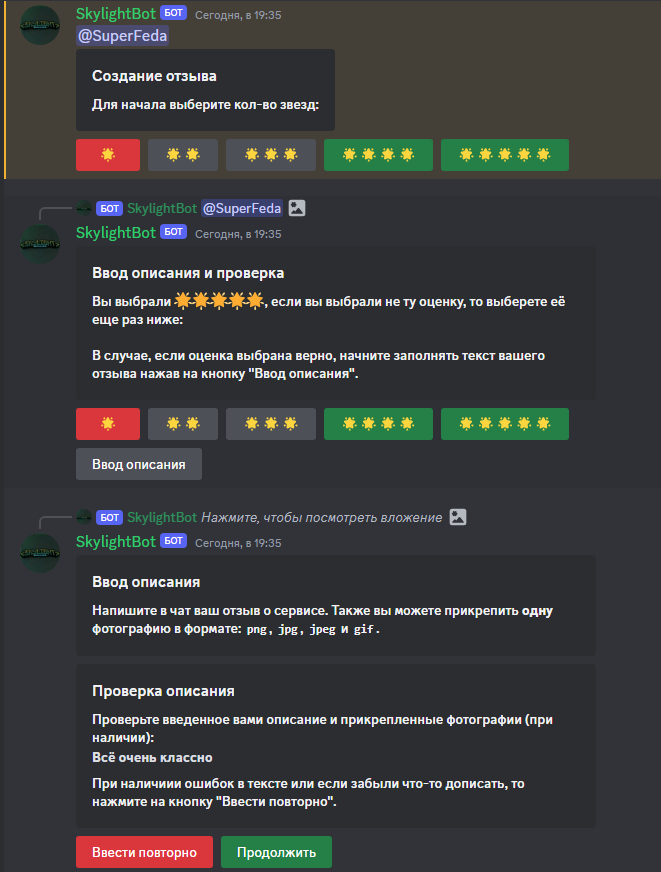 SkylightBot БОТ Сегодня, в 19:35
@SuperFeda
Создание отзыва
Для начала выберите кол-во звезд:
БОТ SkylightBot @SuperFeda
SkylightBot БОТ Сегодня, в 19:35
Ввод описания и проверка
Вы выбрали 🌟🌟🌟🌟🌟, если вы выбрали не ту оценку, то выберете её
еще раз ниже:
В случае, если оценка выбрана верно, начните заполнять текст вашего
отзыва нажав на кнопку "Ввод описания".
Ввод описания
БОТ SkylightBot Нажмите, чтобы посмотреть вложение
SkylightBot БОТ Сегодня, в 19:35
Ввод описания
Напишите в чат ваш отзыв о сервисе. Также вы можете прикрепить одну
фотографию в формате: png, jpg, jpeg и gif.
Проверка описания
Проверьте введенное вами описание и прикрепленные фотографии (при
наличии):
Всё очень классно
При наличиии ошибок в тексте или если забыли что-то дописать, то
нажмите на кнопку "Ввести повторно".
Ввести повторно Продолжить